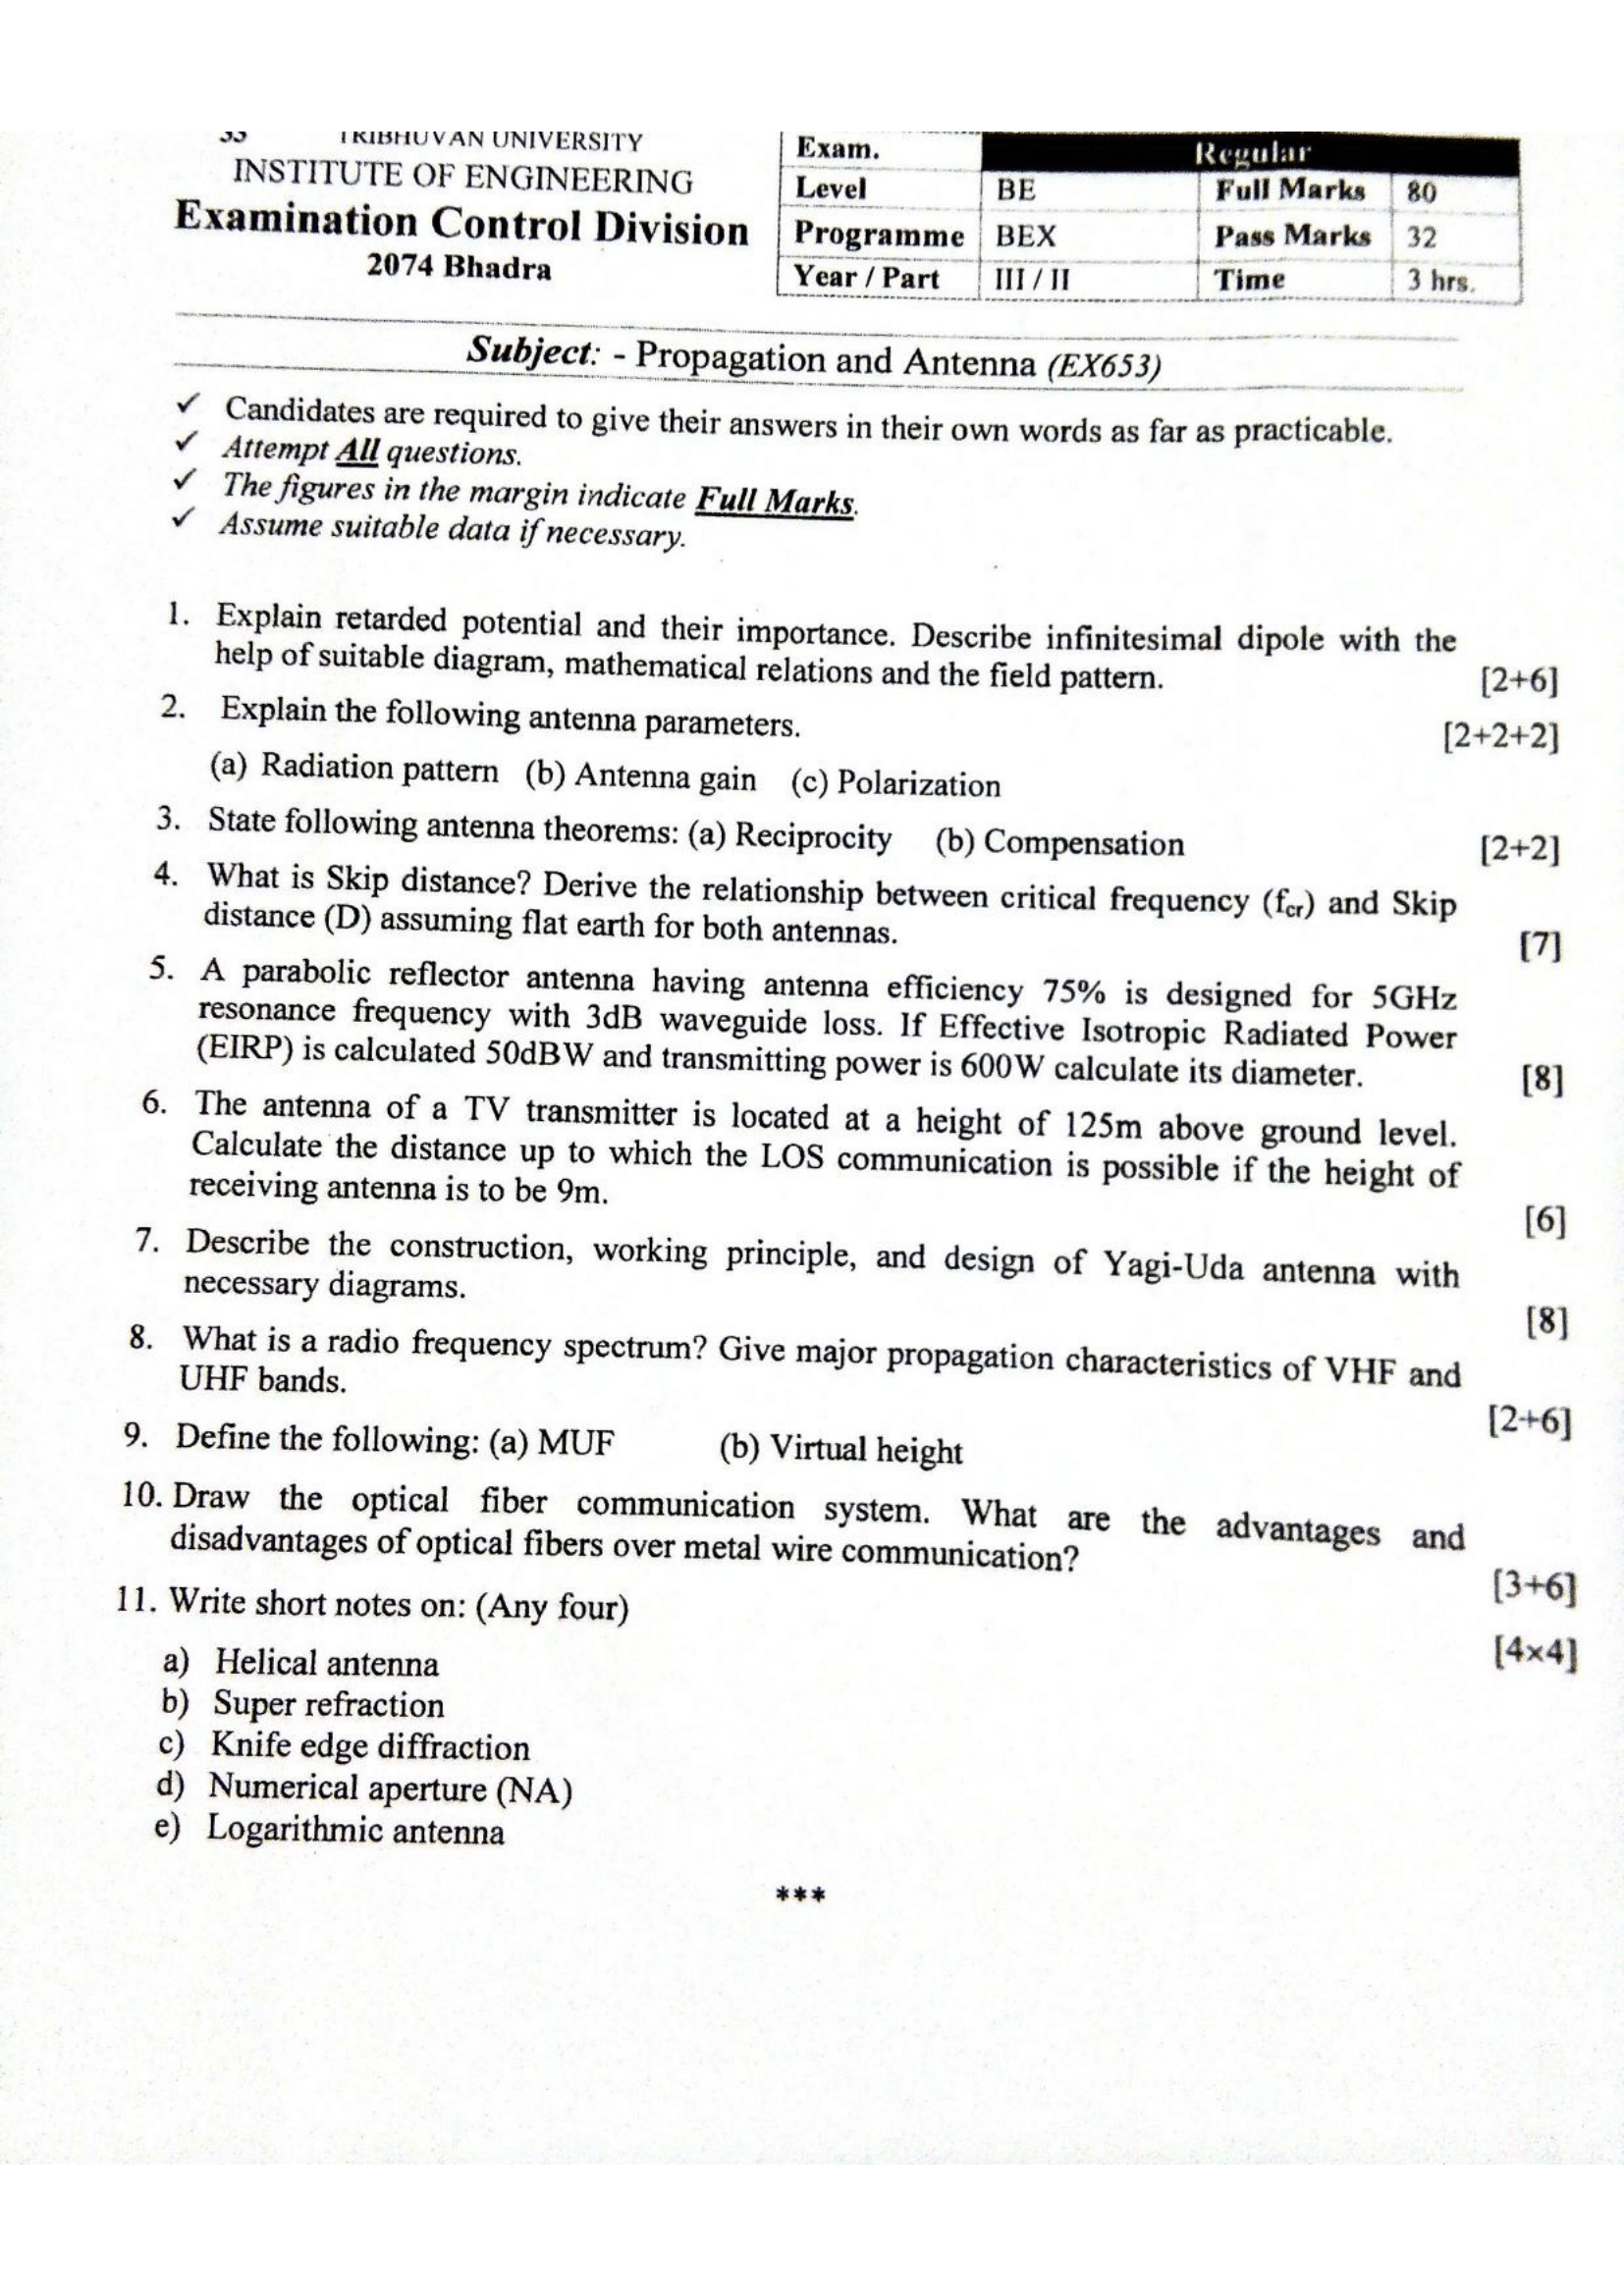 33 TRIBHUVAN UNIVERSITY
INSTITUTE OF ENGINEERING
Examination Control Division
2074 Bhadra
Exam. Regular
Level BE Full Marks 80
Programme BEX Pass Marks 32
Year / Part III / II Time 3 hrs.
Subject: - Propagation and Antenna (EX653)
✓ Candidates are required to give their answers in their own words as far as practicable.
✓ Attempt All questions.
✓ The figures in the margin indicate Full Marks.
✓ Assume suitable data if necessary.
1. Explain retarded potential and their importance. Describe infinitesimal dipole with the
help of suitable diagram, mathematical relations and the field pattern. [2+6]
2. Explain the following antenna parameters. [2+2+2]
(a) Radiation pattern (b) Antenna gain (c) Polarization
3. State following antenna theorems: (a) Reciprocity (b) Compensation [2+2]
4. What is Skip distance? Derive the relationship between critical frequency (fcr) and Skip
distance (D) assuming flat earth for both antennas. [7]
5. A parabolic reflector antenna having antenna efficiency 75% is designed for 5GHz
resonance frequency with 3dB waveguide loss. If Effective Isotropic Radiated Power
(EIRP) is calculated 50dBW and transmitting power is 600W calculate its diameter. [8]
6. The antenna of a TV transmitter is located at a height of 125m above ground level.
Calculate the distance up to which the LOS communication is possible if the height of
receiving antenna is to be 9m. [6]
7. Describe the construction, working principle, and design of Yagi-Uda antenna with
necessary diagrams. [8]
8. What is a radio frequency spectrum? Give major propagation characteristics of VHF and
UHF bands. [2+6]
9. Define the following: (a) MUF (b) Virtual height
10. Draw the optical fiber communication system. What are the advantages and
disadvantages of optical fibers over metal wire communication? [3+6]
11. Write short notes on: (Any four) [4×4]
a) Helical antenna
b) Super refraction
c) Knife edge diffraction
d) Numerical aperture (NA)
e) Logarithmic antenna
***